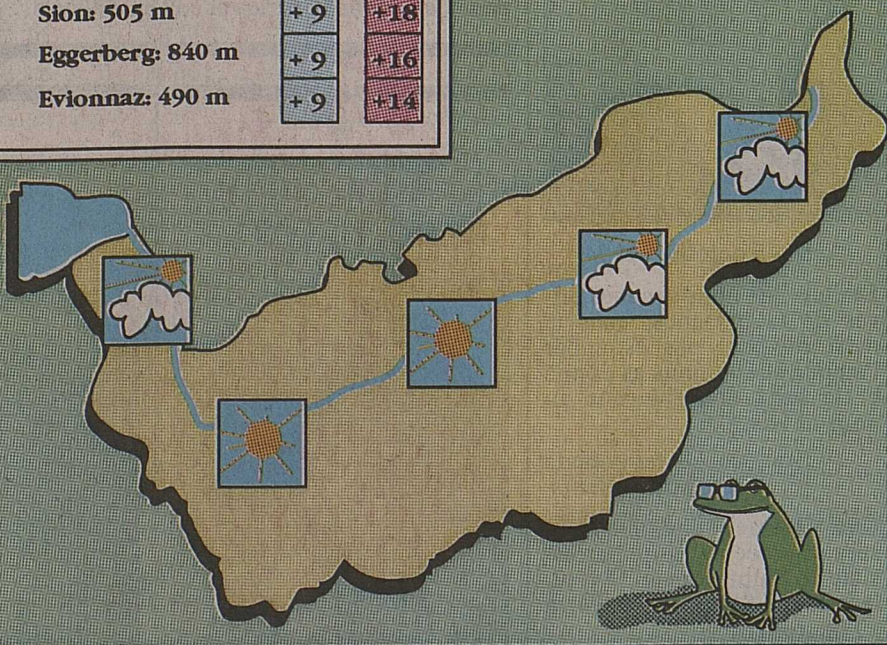 Sion: 505 m + 9 +18
Eggerberg: 840 m + 9 +16
Evionnaz: 490 m + 9 +14